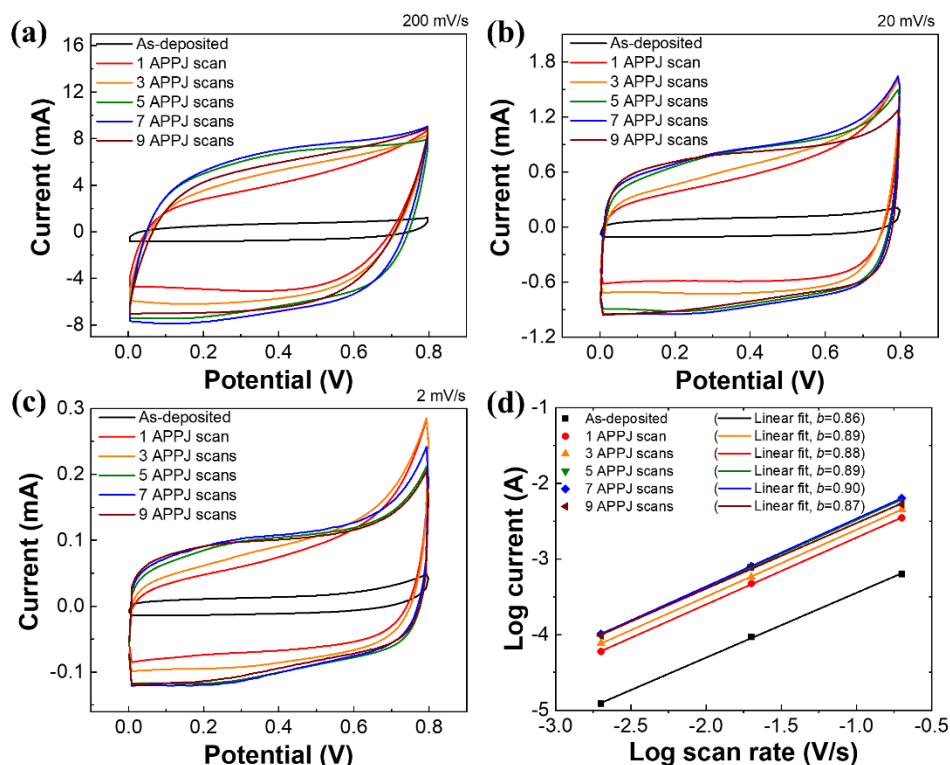 (a)
200 mV/s
As-deposited
1 APPJ scan
3 APPJ scans
5 APPJ scans
7 APPJ scans
9 APPJ scans
16
12
8
4
0
-4
-8
Current (mA)
0.0 0.2 0.4 0.6 0.8
Potential (V)
(b)
20 mV/s
As-deposited
1 APPJ scan
3 APPJ scans
5 APPJ scans
7 APPJ scans
9 APPJ scans
1.8
1.2
0.6
0.0
-0.6
-1.2
Current (mA)
0.0 0.2 0.4 0.6 0.8
Potential (V)
(c)
2 mV/s
As-deposited
1 APPJ scan
3 APPJ scans
5 APPJ scans
7 APPJ scans
9 APPJ scans
0.3
0.2
0.1
0.0
-0.1
Current (mA)
0.0 0.2 0.4 0.6 0.8
Potential (V)
(d)
As-deposited (— Linear fit, b=0.86)
1 APPJ scan (— Linear fit, b=0.89)
3 APPJ scans (— Linear fit, b=0.88)
5 APPJ scans (— Linear fit, b=0.89)
7 APPJ scans (— Linear fit, b=0.90)
9 APPJ scans (— Linear fit, b=0.87)
-1
-2
-3
-4
-5
Log current (A)
-3.0 -2.5 -2.0 -1.5 -1.0 -0.5
Log scan rate (V/s)